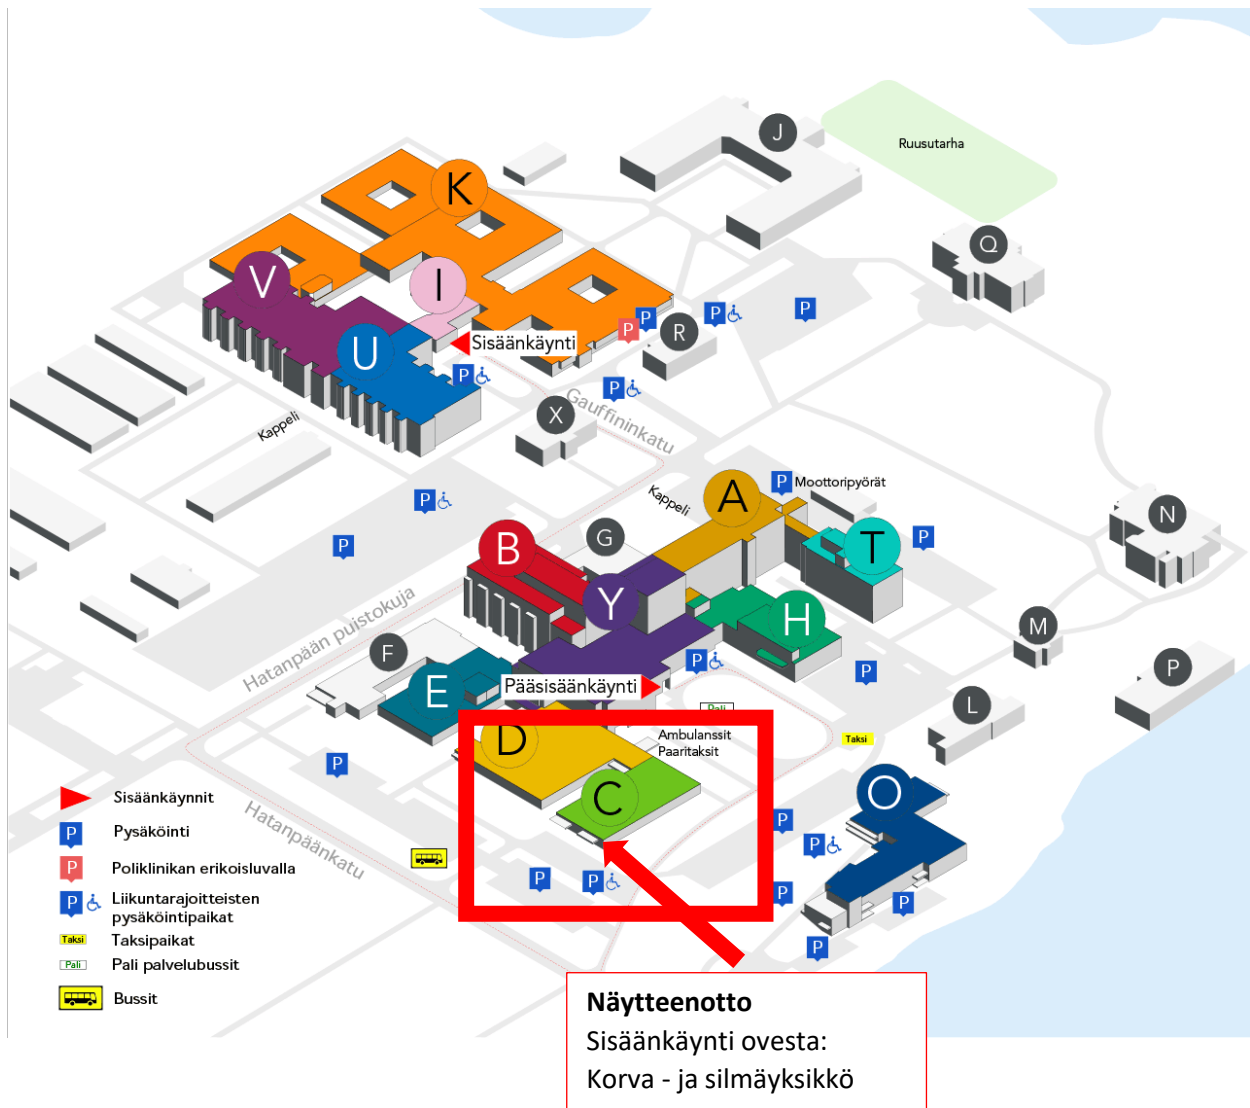 J
Ruusutarha
K
Q
V
I
P
P
P
P
R
U
Sisäänkäynti
P
P
Gauffininkatu
X
Kappeli
P
Moottoripyörät
Kappeli
A
P
N
G
B
T
P
P
Y
Hatanpään puistokuja
H
M
F
P
P
P
E
Pääsisäänkäynti
L
Pali
D
Ambulanssit
Paaritaksit
Taksi
P
C
O
Sisäänkäynnit
Hatanpäänkatu
P
P
Pysäköinti
P
P
Poliklinikan erikoisluvalla
P
P
P
P
Liikuntarajoitteisten
pysäköintipaikat
P
Taksi
Taksipaikat
P
Pali
Pali palvelubussit
Bussit
Näytteenotto
Sisäänkäynti ovesta:
Korva - ja silmäyksikkö